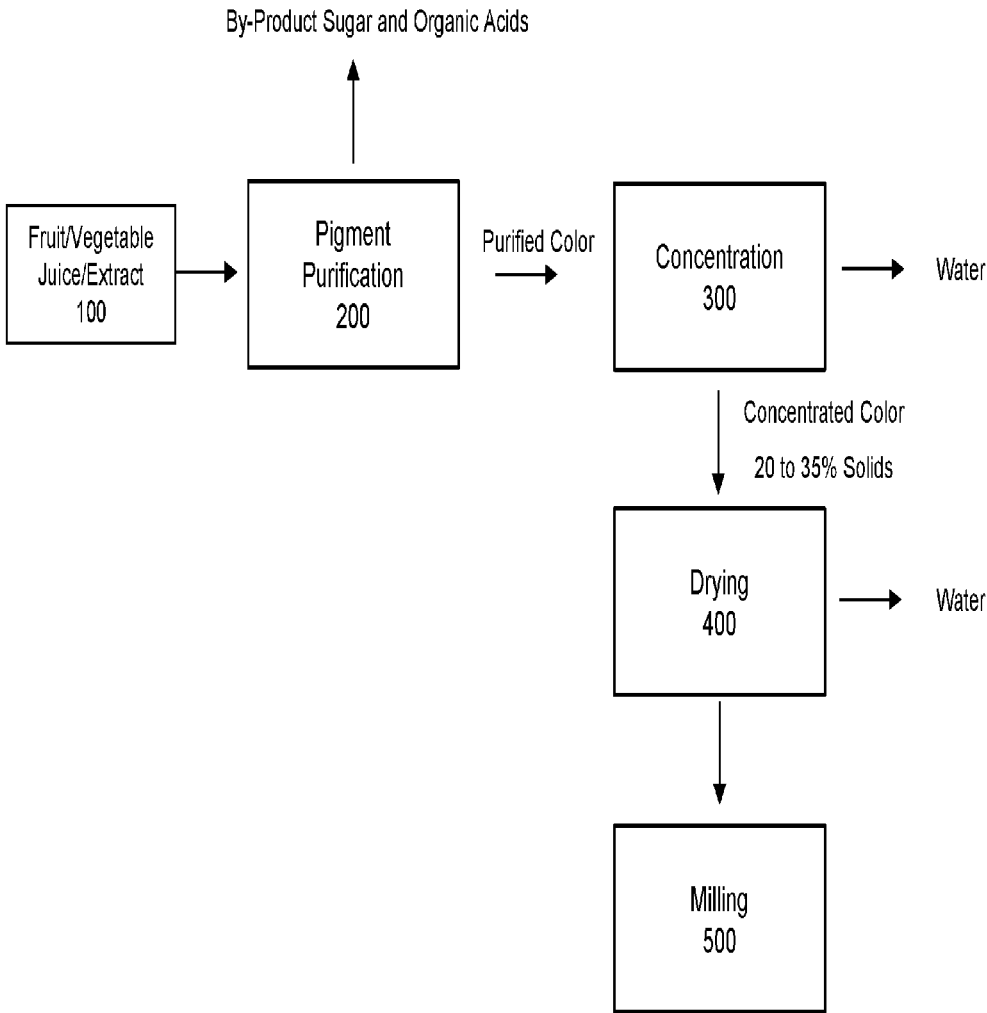 By-Product Sugar and Organic Acids
Fruit/Vegetable
Juice/Extract
100
Pigment
Purification
200
Purified Color
Concentration
300
Water
Concentrated Color
20 to 35% Solids
Drying
400
Water
Milling
500